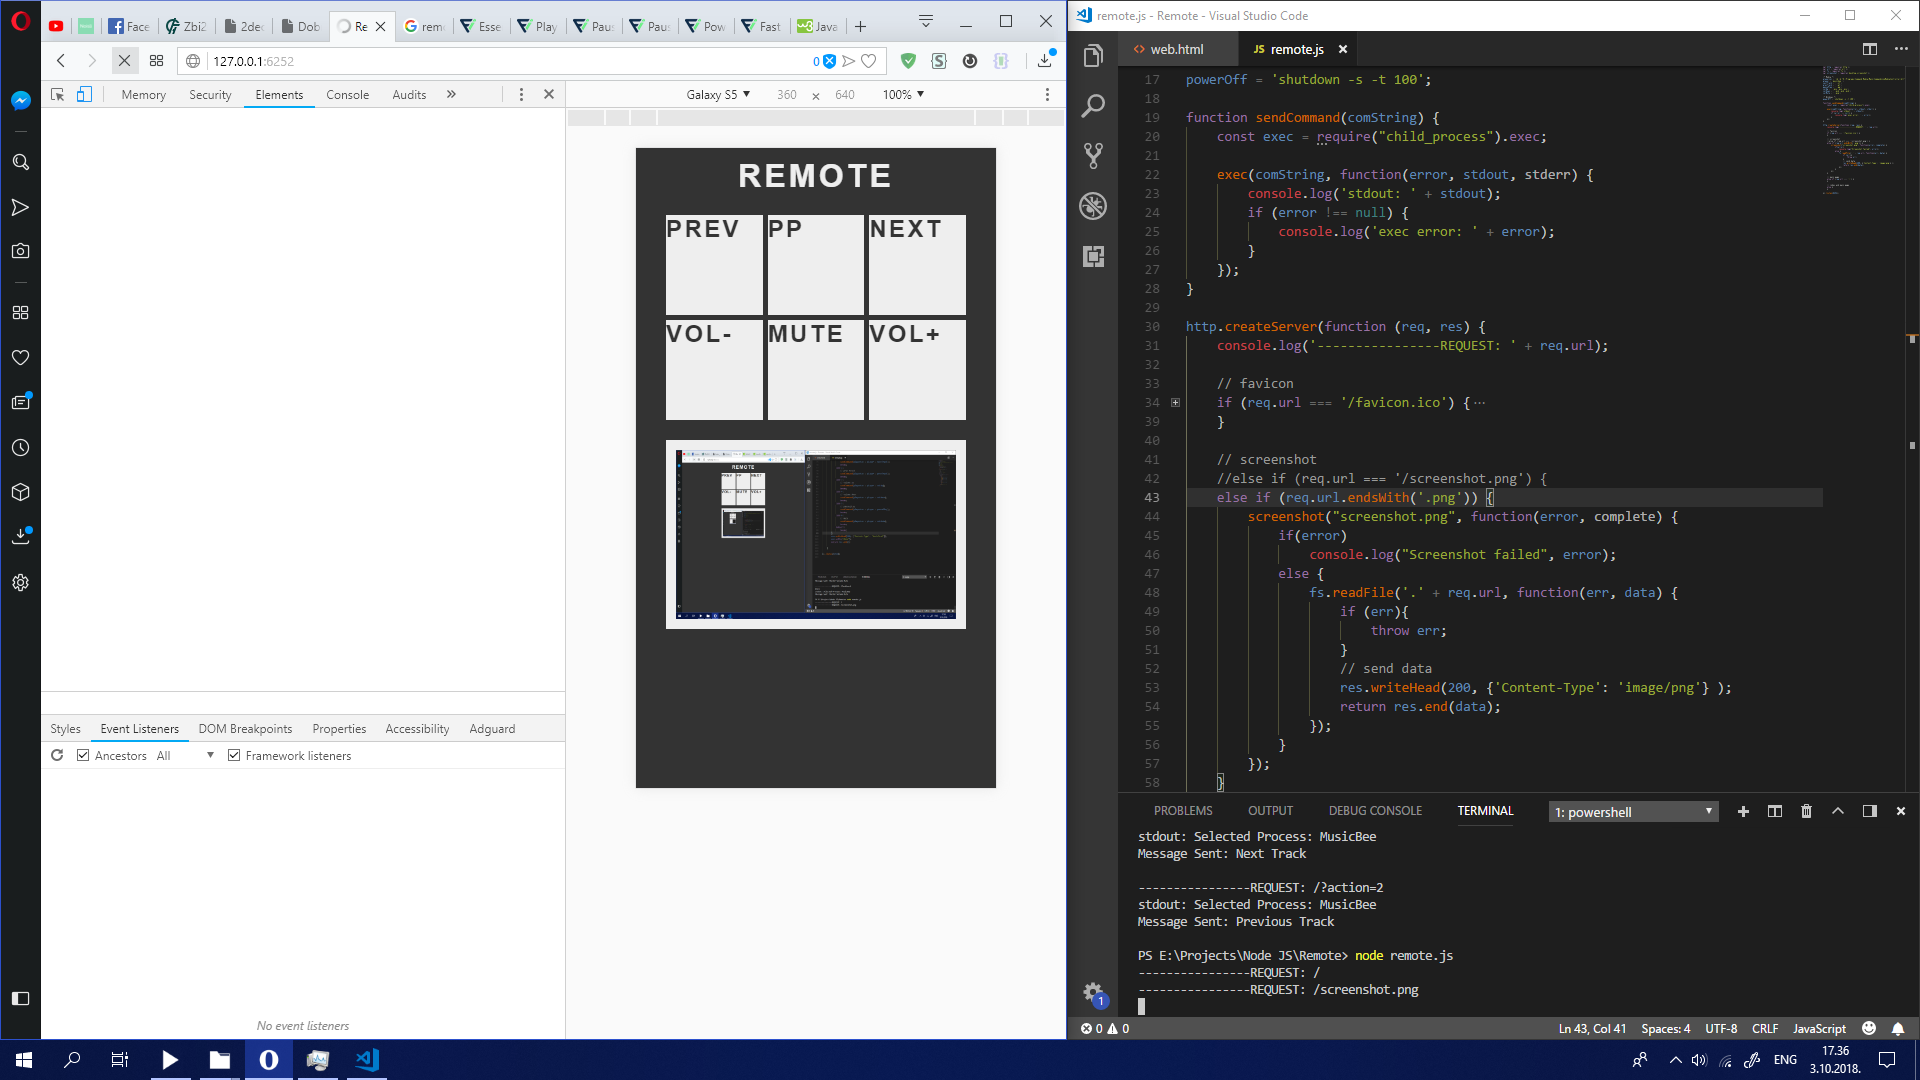 Face
Zbi2
2dec
Dob
Re
rem
Esse
Play
Paus
Paus
Pow
Fast
Java
127.0.0.1:6252
0
Memory
Security
Elements
Console
Audits
Galaxy S5
360
x
640
100%
REMOTE
PREV
PP
NEXT
VOL-
MUTE
VOL+
Styles
Event Listeners
DOM Breakpoints
Properties
Accessibility
Adguard
Ancestors
All
Framework listeners
No event listeners
remote.js - Remote - Visual Studio Code
web.html
JS remote.js
17 powerOff = 'shutdown -s -t 100';
18
19 function sendCommand(comString) {
20 const exec = require("child_process").exec;
21
22 exec(comString, function(error, stdout, stderr) {
23 console.log('stdout: ' + stdout);
24 if (error !== null) {
25 console.log('exec error: ' + error);
26 }
27 });
28 }
29
30 http.createServer(function (req, res) {
31 console.log('----------------REQUEST: ' + req.url);
32
33 // favicon
34 if (req.url === '/favicon.ico') {···
39 }
40
41 // screenshot
42 //else if (req.url === '/screenshot.png') {
43 else if (req.url.endsWith('.png')) {
44 screenshot("screenshot.png", function(error, complete) {
45 if(error)
46 console.log("Screenshot failed", error);
47 else {
48 fs.readFile('.' + req.url, function(err, data) {
49 if (err){
50 throw err;
51 }
52 // send data
53 res.writeHead(200, {'Content-Type': 'image/png'} );
54 return res.end(data);
55 });
56 }
57 });
58 }
PROBLEMS
OUTPUT
DEBUG CONSOLE
TERMINAL
1: powershell
stdout: Selected Process: MusicBee
Message Sent: Next Track
----------------REQUEST: /?action=2
stdout: Selected Process: MusicBee
Message Sent: Previous Track
PS E:\Projects\Node JS\Remote> node remote.js
----------------REQUEST: /
----------------REQUEST: /screenshot.png
1
0 0
Ln 43, Col 41
Spaces: 4
UTF-8
CRLF
JavaScript
ENG
17.36
3.10.2018.